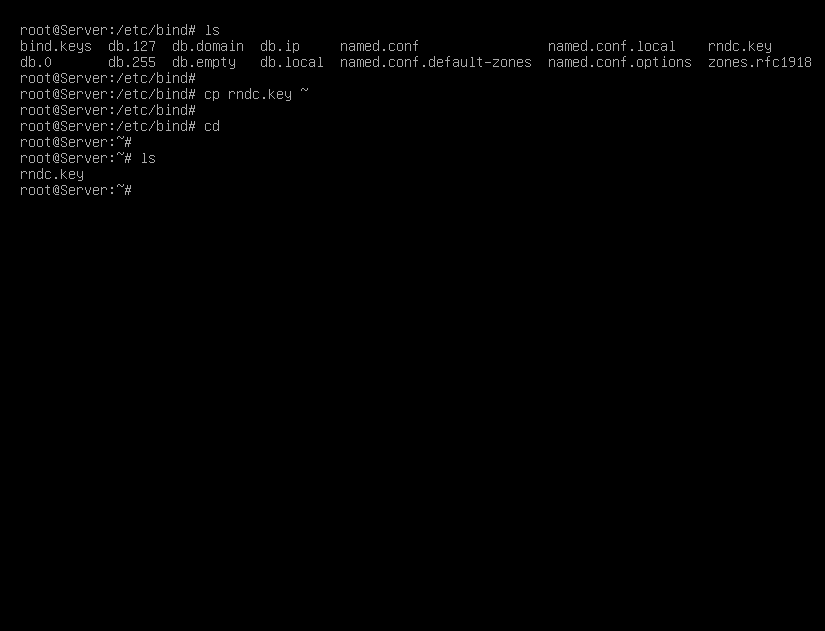 root@Server:/etc/bind# ls
bind.keys  db.127  db.domain  db.ip     named.conf                named.conf.local    rndc.key
db.0       db.255  db.empty   db.local  named.conf.default-zones  named.conf.options  zones.rfc1918
root@Server:/etc/bind#
root@Server:/etc/bind# cp rndc.key ~
root@Server:/etc/bind#
root@Server:/etc/bind# cd
root@Server:~#
root@Server:~# ls
rndc.key
root@Server:~#